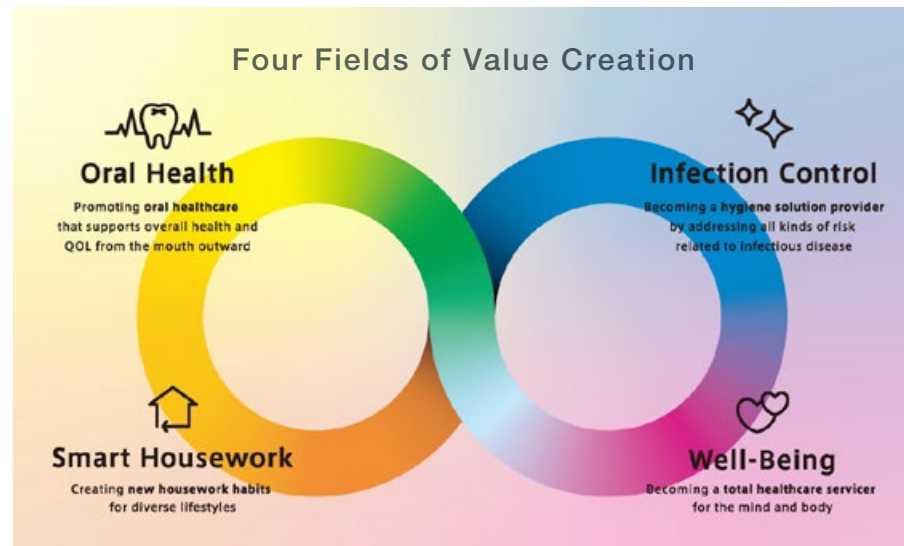 Four Fields of Value Creation
Oral Health
Promoting oral healthcare
that supports overall health and
QOL from the mouth outward
Infection Control
Becoming a hygiene solution provider
by addressing all kinds of risk
related to infectious disease
Smart Housework
Creating new housework habits
for diverse lifestyles
Well-Being
Becoming a total healthcare servicer
for the mind and body